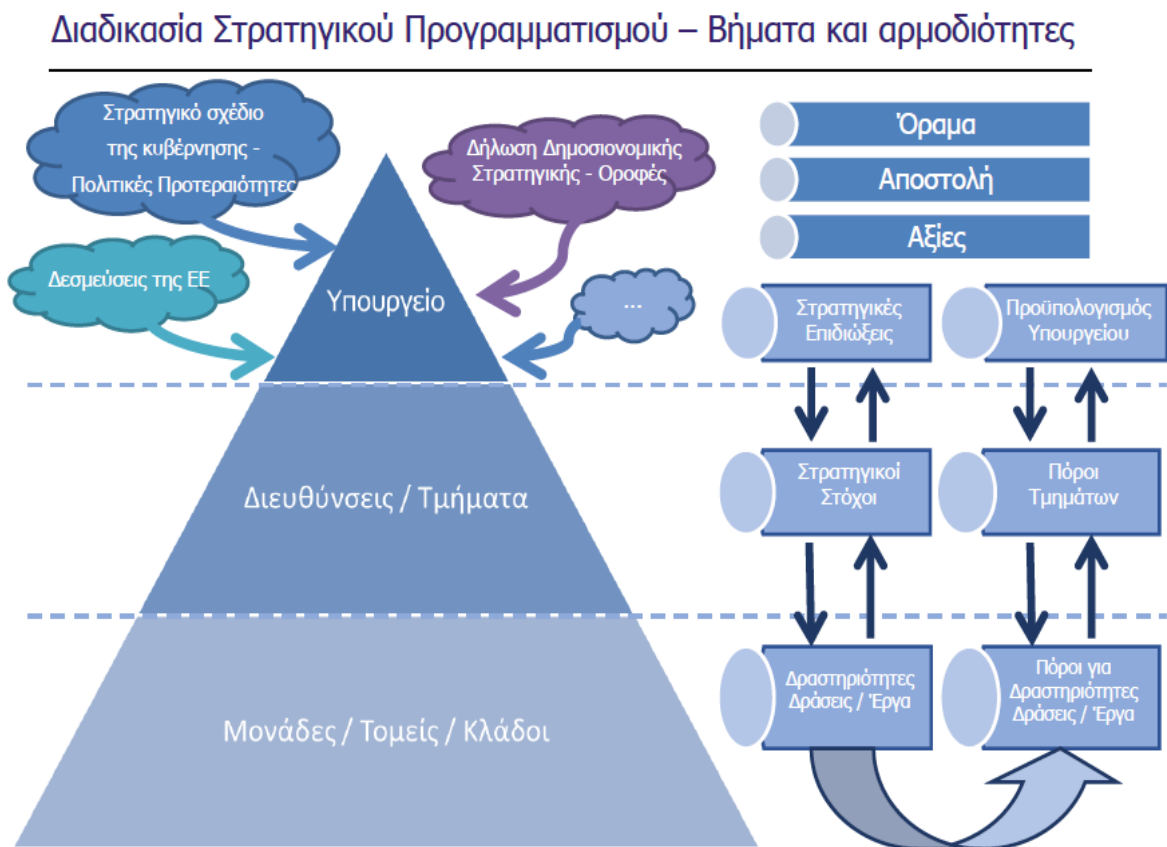 Διαδικασία Στρατηγικού Προγραμματισμού – Βήματα και αρμοδιότητες
Στρατηγικό σχέδιο
της κυβέρνησης -
Πολιτικές Προτεραιότητες
Δήλωση Δημοσιονομικής
Στρατηγικής - Οροφές
Δεσμεύσεις της ΕΕ
...
Υπουργείο
Διευθύνσεις / Τμήματα
Μονάδες / Τομείς / Κλάδοι
Όραμα
Αποστολή
Αξίες
Στρατηγικές
Επιδιώξεις
Προϋπολογισμός
Υπουργείου
Στρατηγικοί
Στόχοι
Πόροι
Τμημάτων
Δραστηριότητες
Δράσεις / Έργα
Πόροι για
Δραστηριότητες
Δράσεις / Έργα